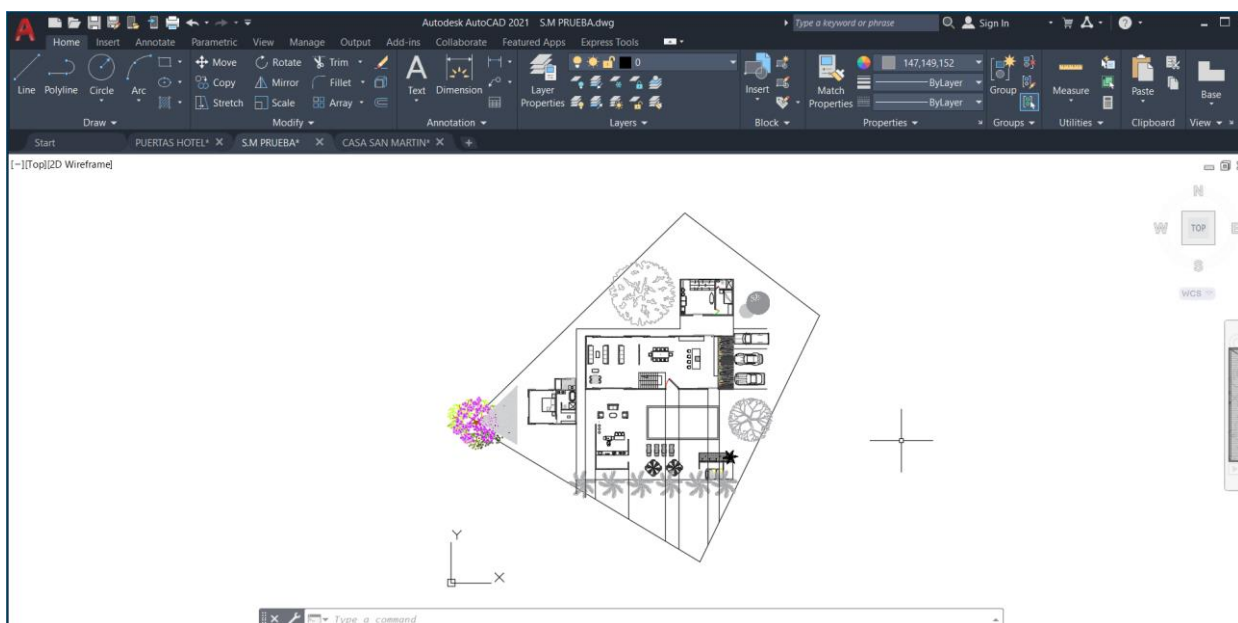 Autodesk AutoCAD 2021 S.M PRUEBA.dwg
Type a keyword or phrase
Sign In
Home Insert Annotate Parametric View Manage Output Add-ins Collaborate Featured Apps Express Tools
Line Polyline Circle Arc
Move Rotate Trim
Copy Mirror Fillet
Stretch Scale Array
Text Dimension
Layer Properties
0
Insert
Match Properties
147,149,152
ByLayer
ByLayer
Group
Measure
Paste
Base
Draw Modify Annotation Layers Block Properties Groups Utilities Clipboard View
Start PUERTAS HOTEL* S.M PRUEBA* CASA SAN MARTIN*
[−][Top][2D Wireframe]
N
W TOP E
S
WCS
Y
X
Type a command